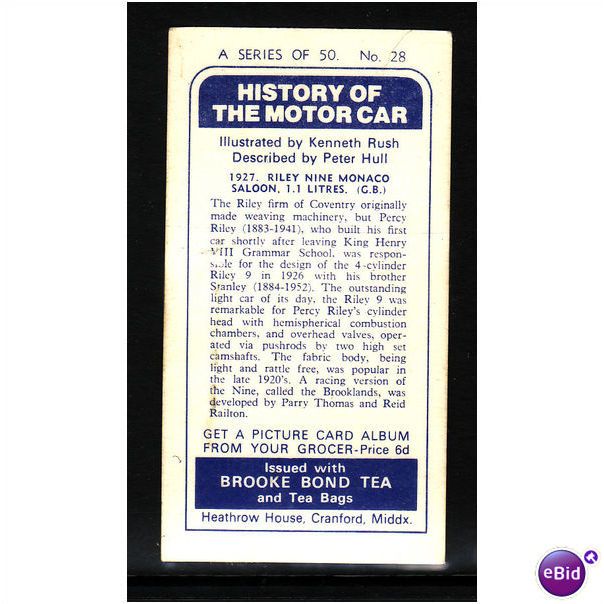 A SERIES OF 50. No. 28
HISTORY OF
THE MOTOR CAR
Illustrated by Kenneth Rush
Described by Peter Hull
1927. RILEY NINE MONACO
SALOON, 1.1 LITRES. (G.B.)
The Riley firm of Coventry originally
made weaving machinery, but Percy
Riley (1883-1941), who built his first
car shortly after leaving King Henry
VIII Grammar School, was respon-
sible for the design of the 4-cylinder
Riley 9 in 1926 with his brother
Stanley (1884-1952). The outstanding
light car of its day, the Riley 9 was
remarkable for Percy Riley's cylinder
head with hemispherical combustion
chambers, and overhead valves, oper-
ated via pushrods by two high set
camshafts. The fabric body, being
light and rattle free, was popular in
the late 1920's. A racing version of
the Nine, called the Brooklands, was
developed by Parry Thomas and Reid
Railton.
GET A PICTURE CARD ALBUM
FROM YOUR GROCER-Price 6d
Issued with
BROOKE BOND TEA
and Tea Bags
Heathrow House, Cranford, Middx.
eBid